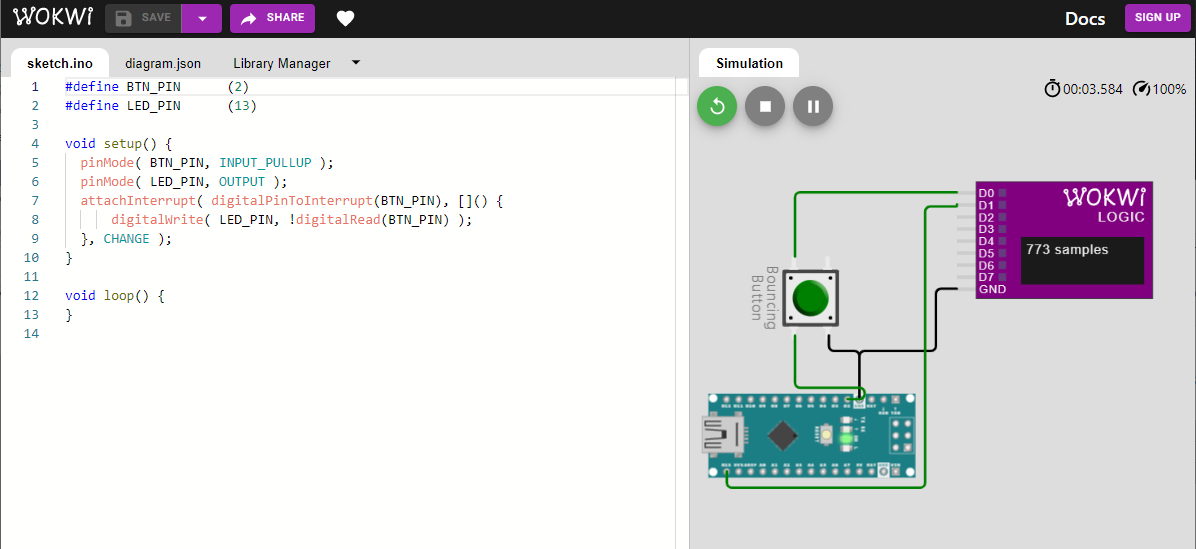 WOKWI SAVE SHARE Docs SIGN UP
sketch.ino diagram.json Library Manager
Simulation
00:03.584 100%
1 #define BTN_PIN (2)
2 #define LED_PIN (13)
3
4 void setup() {
5 pinMode( BTN_PIN, INPUT_PULLUP );
6 pinMode( LED_PIN, OUTPUT );
7 attachInterrupt( digitalPinToInterrupt(BTN_PIN), []() {
8 digitalWrite( LED_PIN, !digitalRead(BTN_PIN) );
9 }, CHANGE );
10 }
11
12 void loop() {
13 }
14
Bouncing
Button
D0
D1
D2
D3
D4
D5
D6
D7
GND
WOKWI
LOGIC
773 samples